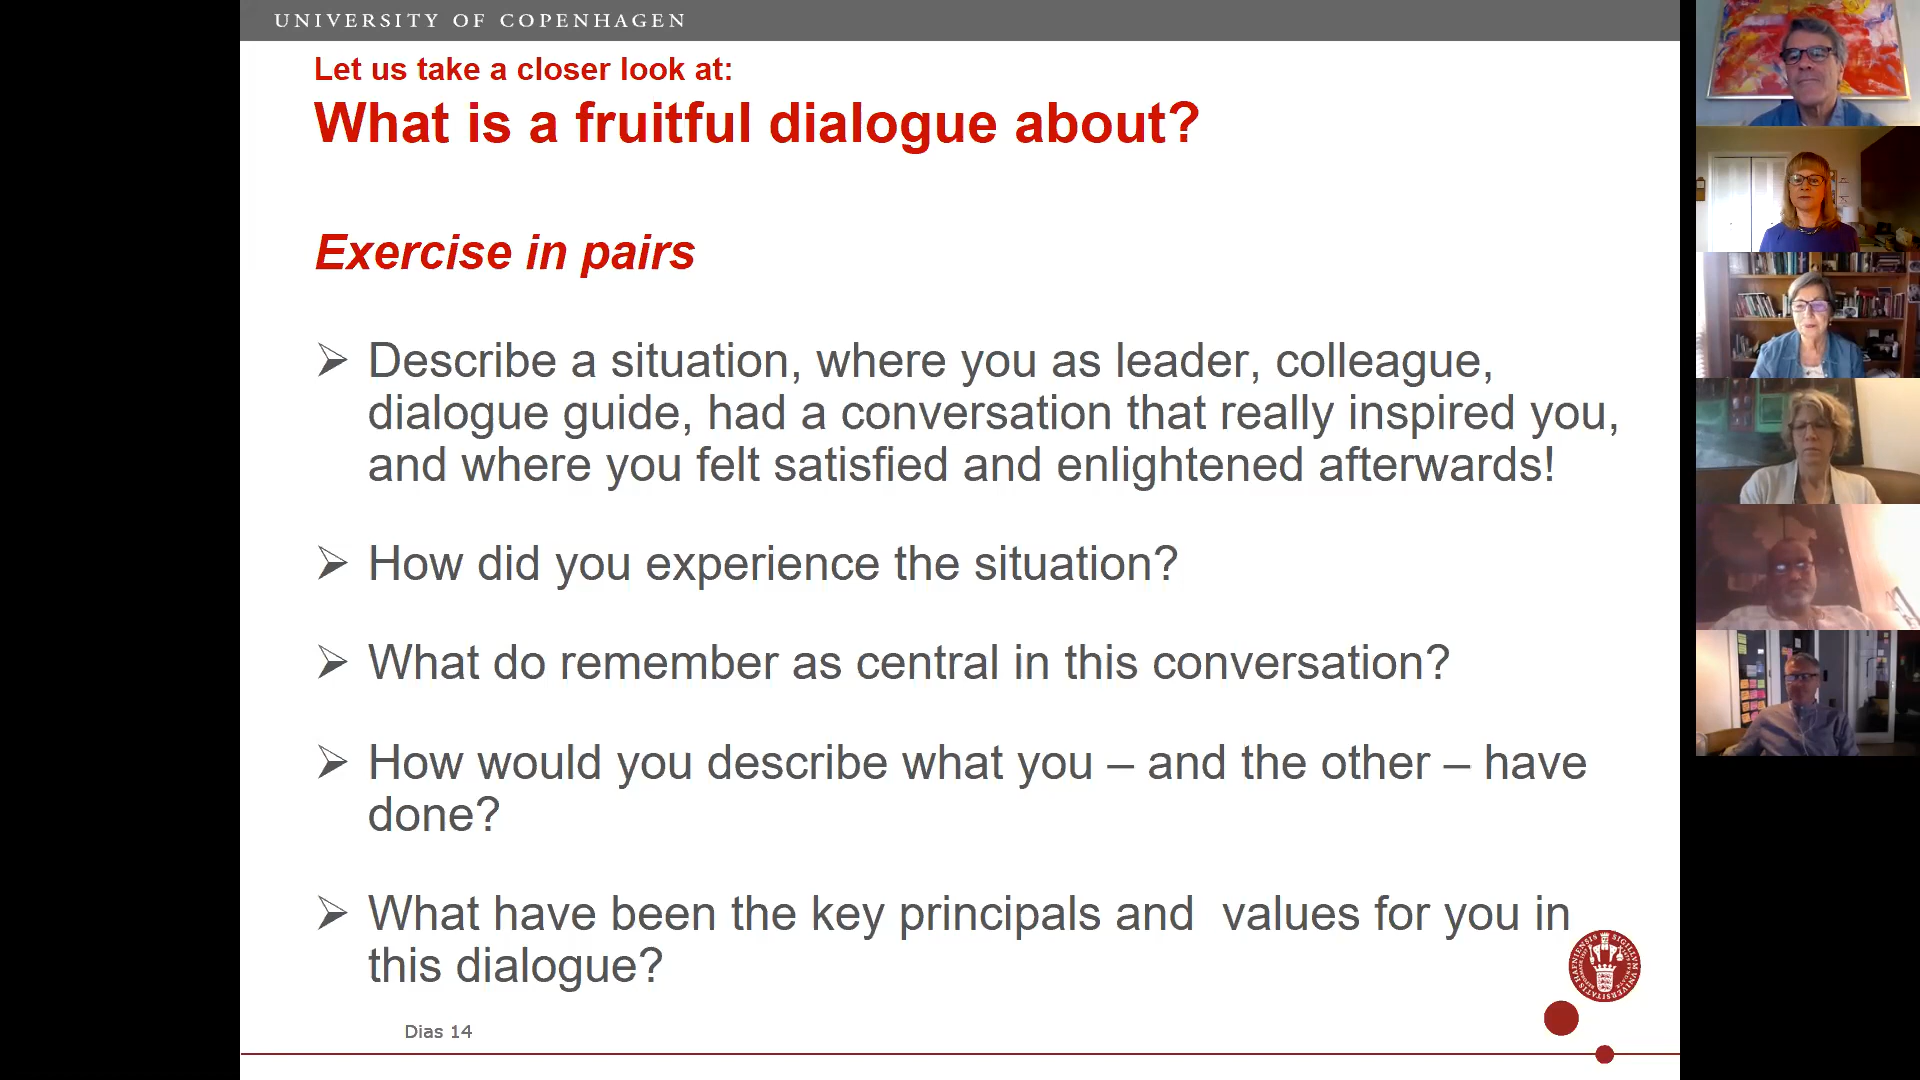 UNIVERSITY OF COPENHAGEN
Let us take a closer look at:
What is a fruitful dialogue about?
Exercise in pairs
➢ Describe a situation, where you as leader, colleague,
dialogue guide, had a conversation that really inspired you,
and where you felt satisfied and enlightened afterwards!
➢ How did you experience the situation?
➢ What do remember as central in this conversation?
➢ How would you describe what you – and the other – have
done?
➢ What have been the key principals and  values for you in
this dialogue?
Dias 14